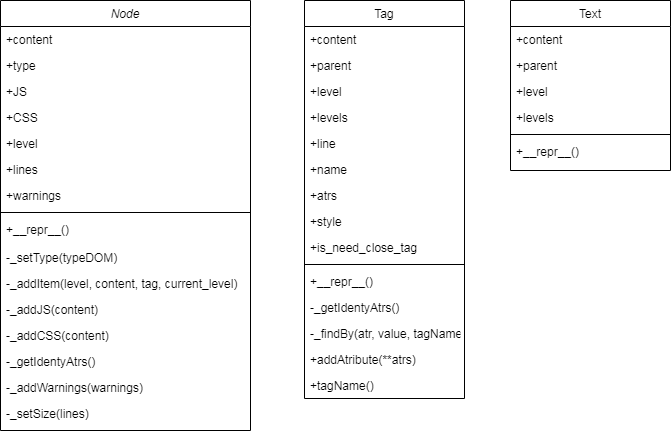 Node
+content
+type
+JS
+CSS
+level
+lines
+warnings
+__repr__()
-_setType(typeDOM)
-_addItem(level, content, tag, current_level)
-_addJS(content)
-_addCSS(content)
-_getIdentyAtrs()
-_addWarnings(warnings)
-_setSize(lines)
Tag
+content
+parent
+level
+levels
+line
+name
+atrs
+style
+is_need_close_tag
+__repr__()
-_getIdentyAtrs()
-_findBy(atr, value, tagName
+addAtribute(**atrs)
+tagName()
Text
+content
+parent
+level
+levels
+__repr__()